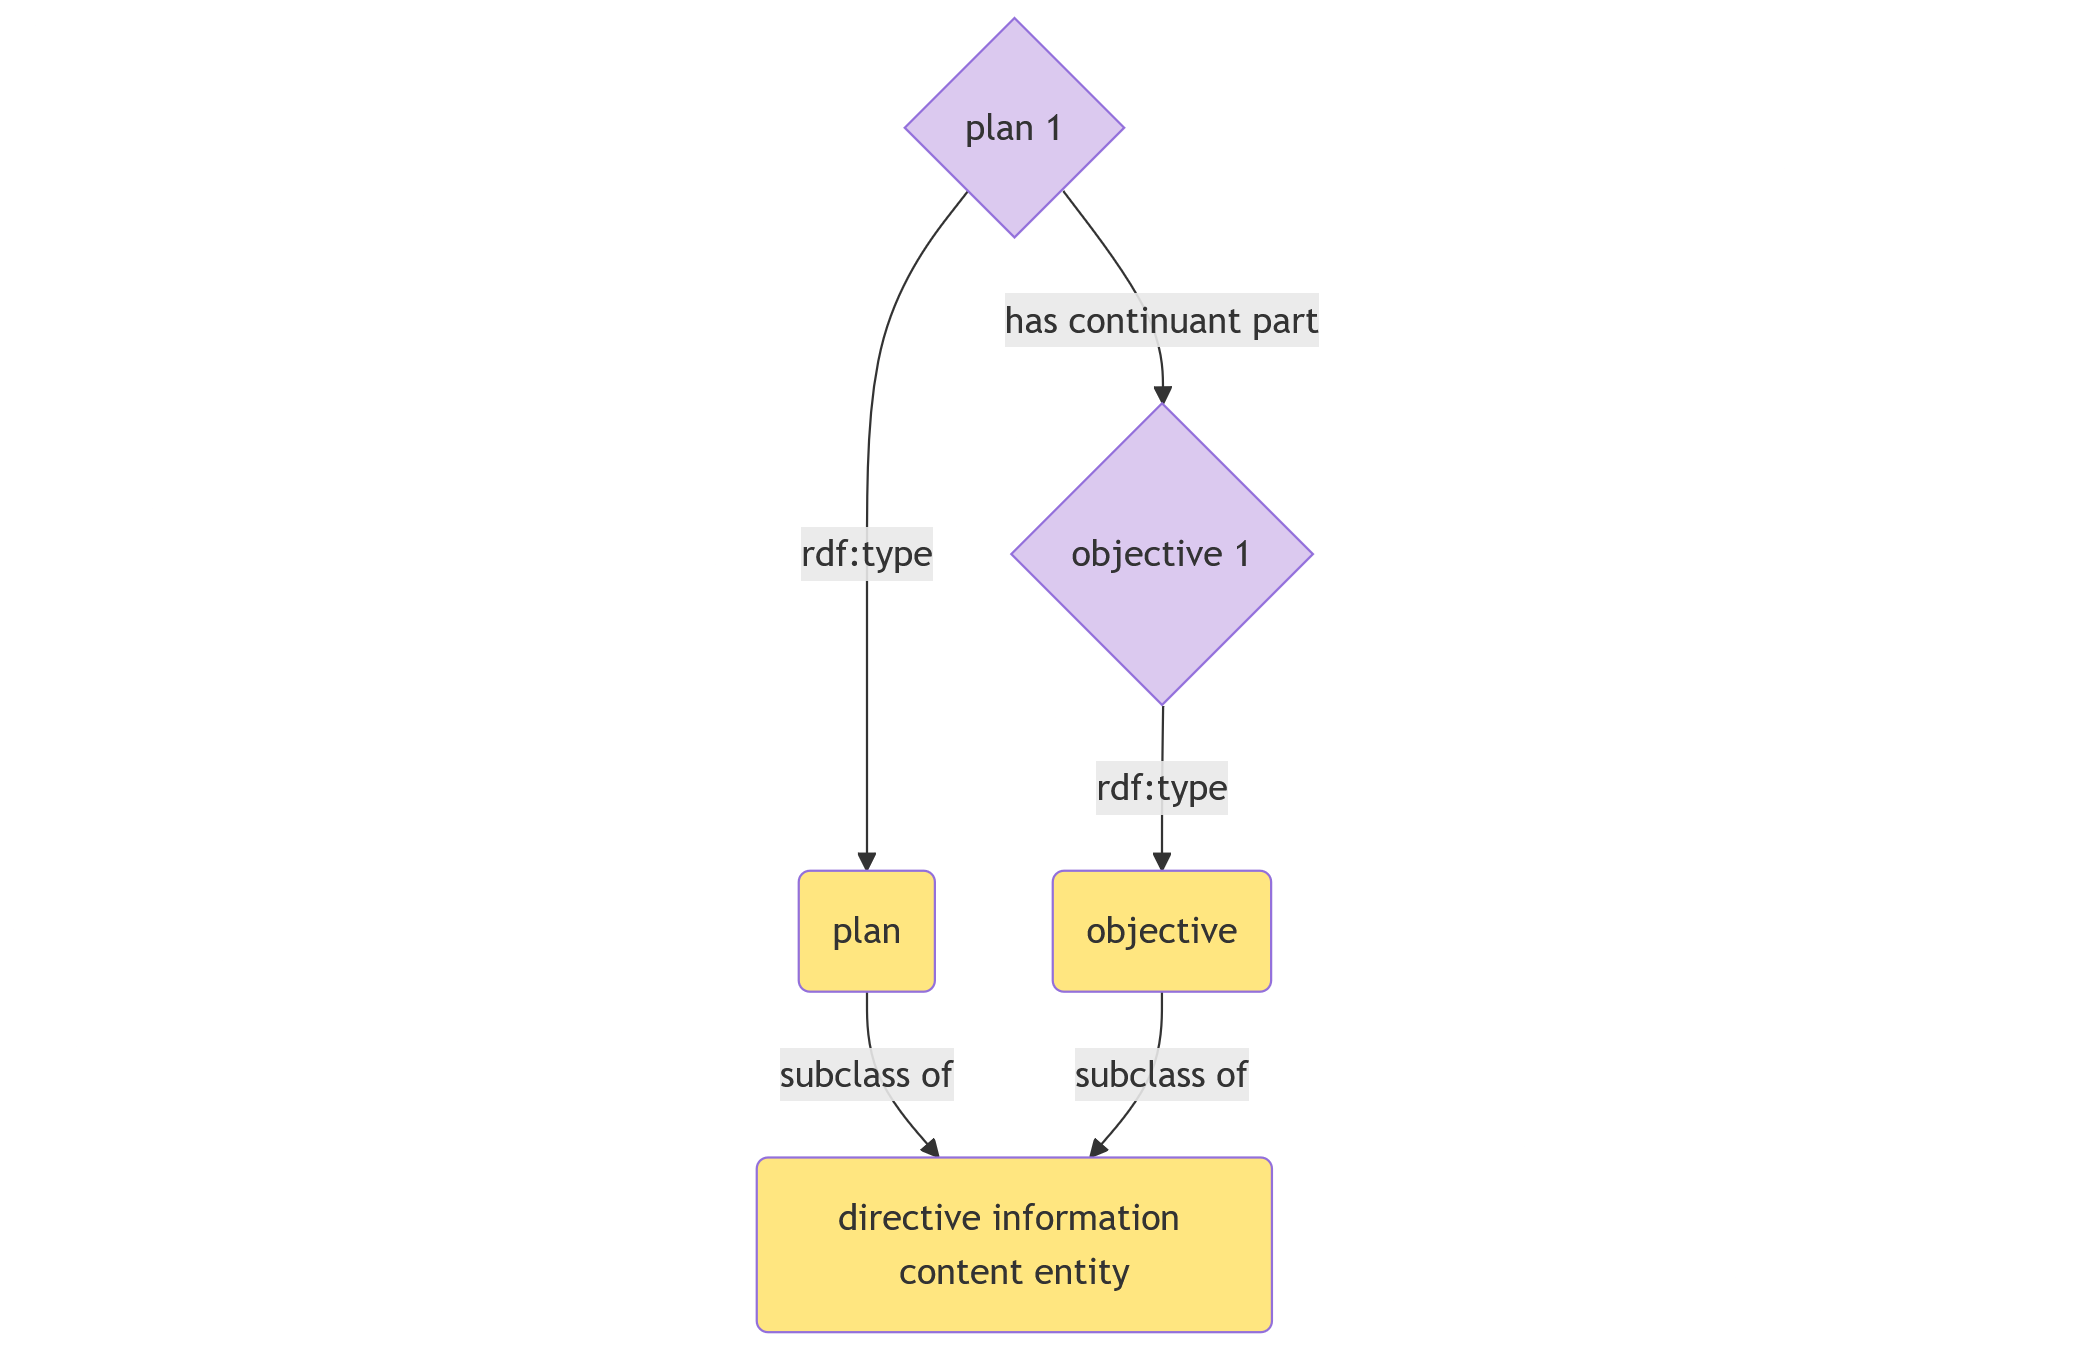 plan 1
has continuant part
rdf:type
objective 1
rdf:type
plan
objective
subclass of
subclass of
directive information
content entity